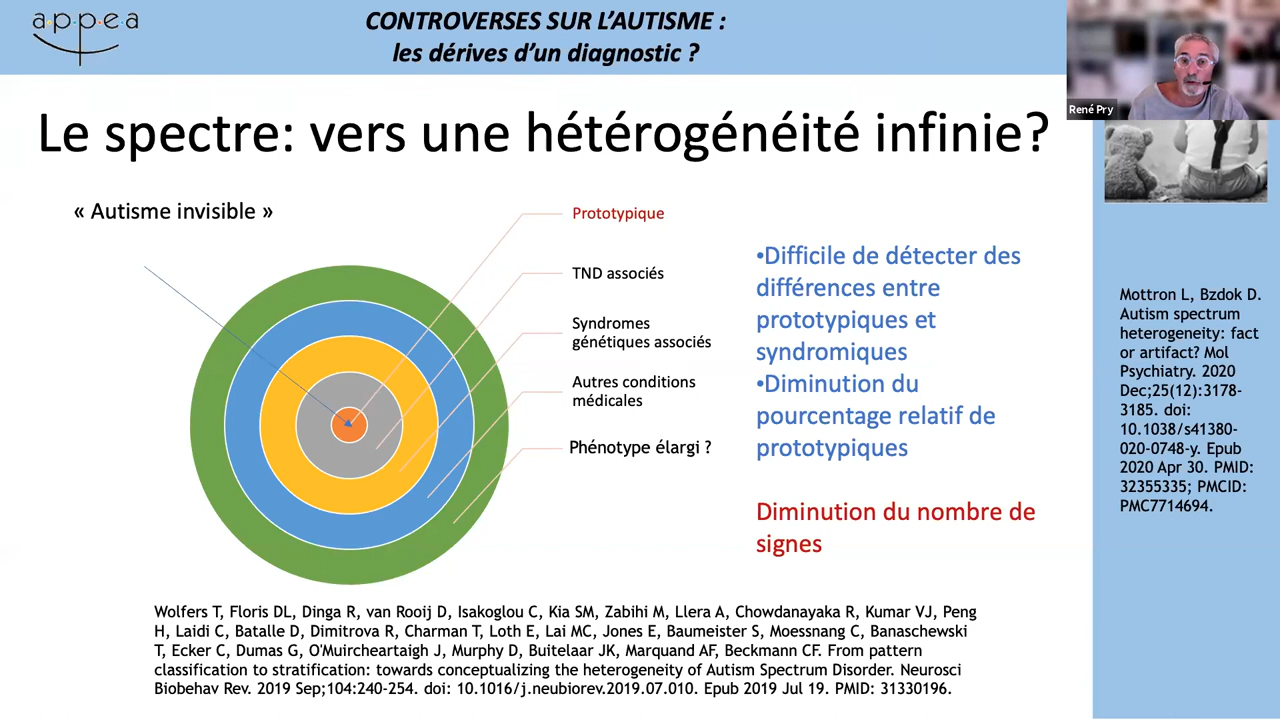 appea
CONTROVERSES SUR L'AUTISME :
les dérives d'un diagnostic ?
René Pry
Le spectre: vers une hétérogénéité infinie?
« Autisme invisible »
Prototypique
TND associés
Syndromes
génétiques associés
Autres conditions
médicales
Phénotype élargi ?
•Difficile de détecter des
différences entre
prototypiques et
syndromiques
•Diminution du
pourcentage relatif de
prototypiques
Diminution du nombre de
signes
Mottron L, Bzdok D.
Autism spectrum
heterogeneity: fact
or artifact? Mol
Psychiatry. 2020
Dec;25(12):3178-
3185. doi:
10.1038/s41380-
020-0748-y. Epub
2020 Apr 30. PMID:
32355335; PMCID:
PMC7714694.
Wolfers T, Floris DL, Dinga R, van Rooij D, Isakoglou C, Kia SM, Zabihi M, Llera A, Chowdanayaka R, Kumar VJ, Peng
H, Laidi C, Batalle D, Dimitrova R, Charman T, Loth E, Lai MC, Jones E, Baumeister S, Moessnang C, Banaschewski
T, Ecker C, Dumas G, O'Muircheartaigh J, Murphy D, Buitelaar JK, Marquand AF, Beckmann CF. From pattern
classification to stratification: towards conceptualizing the heterogeneity of Autism Spectrum Disorder. Neurosci
Biobehav Rev. 2019 Sep;104:240-254. doi: 10.1016/j.neubiorev.2019.07.010. Epub 2019 Jul 19. PMID: 31330196.